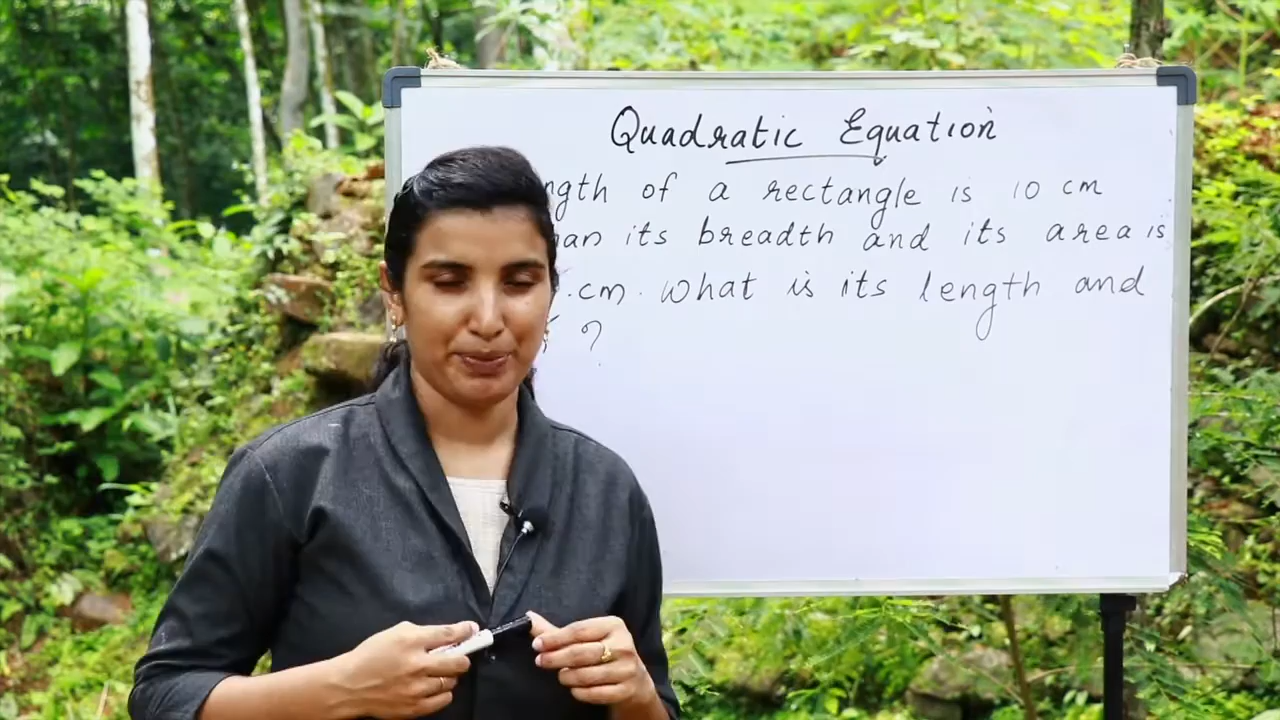 Quadratic Equation
ngth of a rectangle is 10 cm
an its breadth and its area is
.cm. what is its length and
?